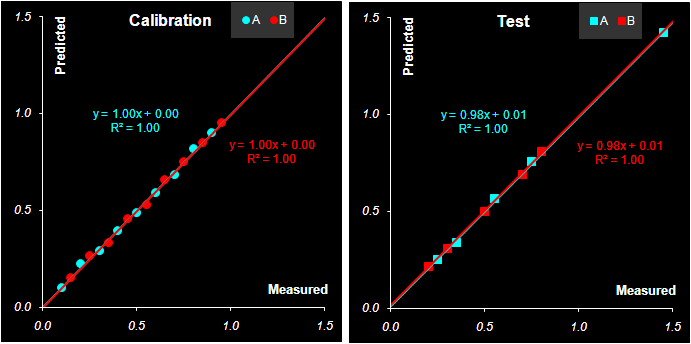 Calibration
A B
Predicted
1.5
1.0
0.5
0.0
y = 1.00x + 0.00
R² = 1.00
y = 1.00x + 0.00
R² = 1.00
Measured
0.0 0.5 1.0 1.5
Test
A B
Predicted
1.5
1.0
0.5
0.0
y = 0.98x + 0.01
R² = 1.00
y = 0.98x + 0.01
R² = 1.00
Measured
0.0 0.5 1.0 1.5